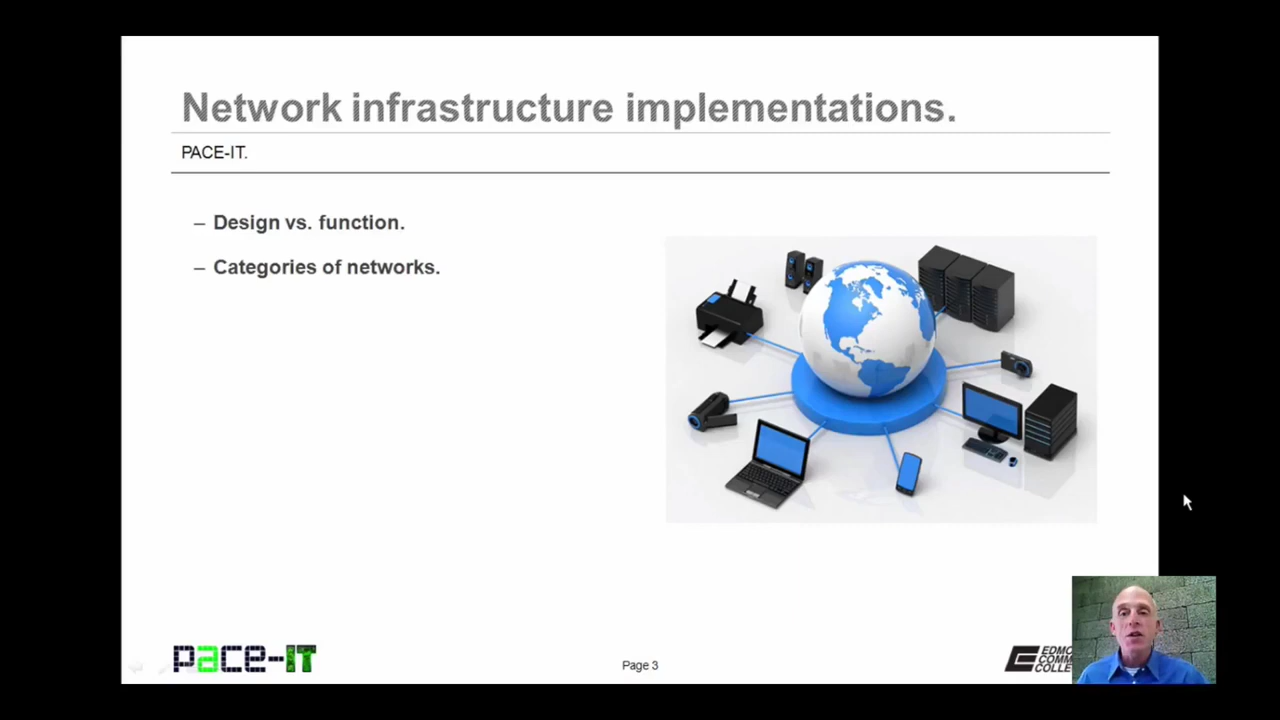 Network infrastructure implementations.
PACE-IT.
– Design vs. function.
– Categories of networks.
pace-IT
Page 3